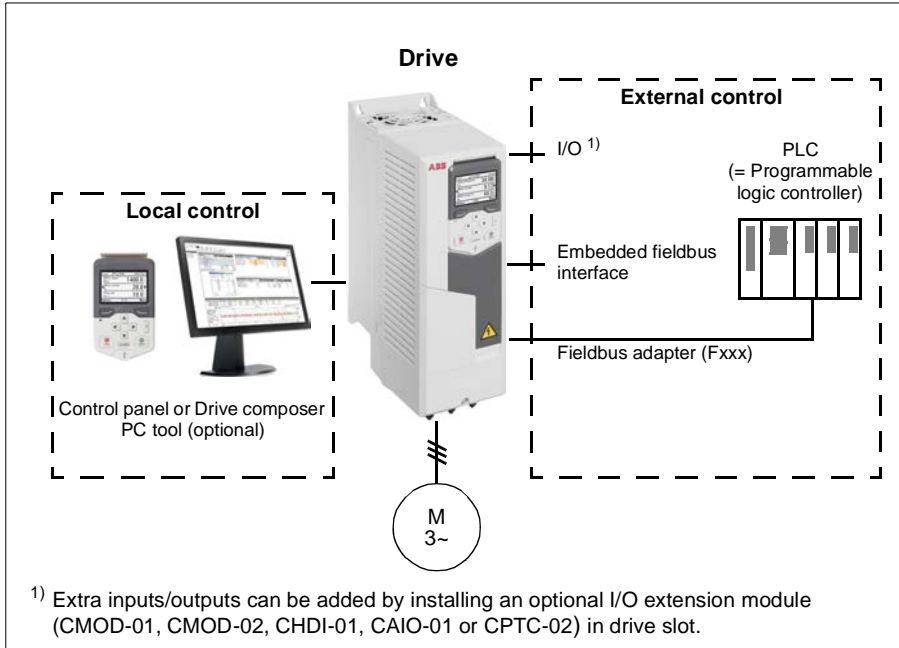 Drive
External control
I/O 1)
PLC
(= Programmable
logic controller)
ABB
Local control
Embedded fieldbus
interface
Fieldbus adapter (Fxxx)
Control panel or Drive composer
PC tool (optional)
M
3~
1) Extra inputs/outputs can be added by installing an optional I/O extension module
(CMOD-01, CMOD-02, CHDI-01, CAIO-01 or CPTC-02) in drive slot.